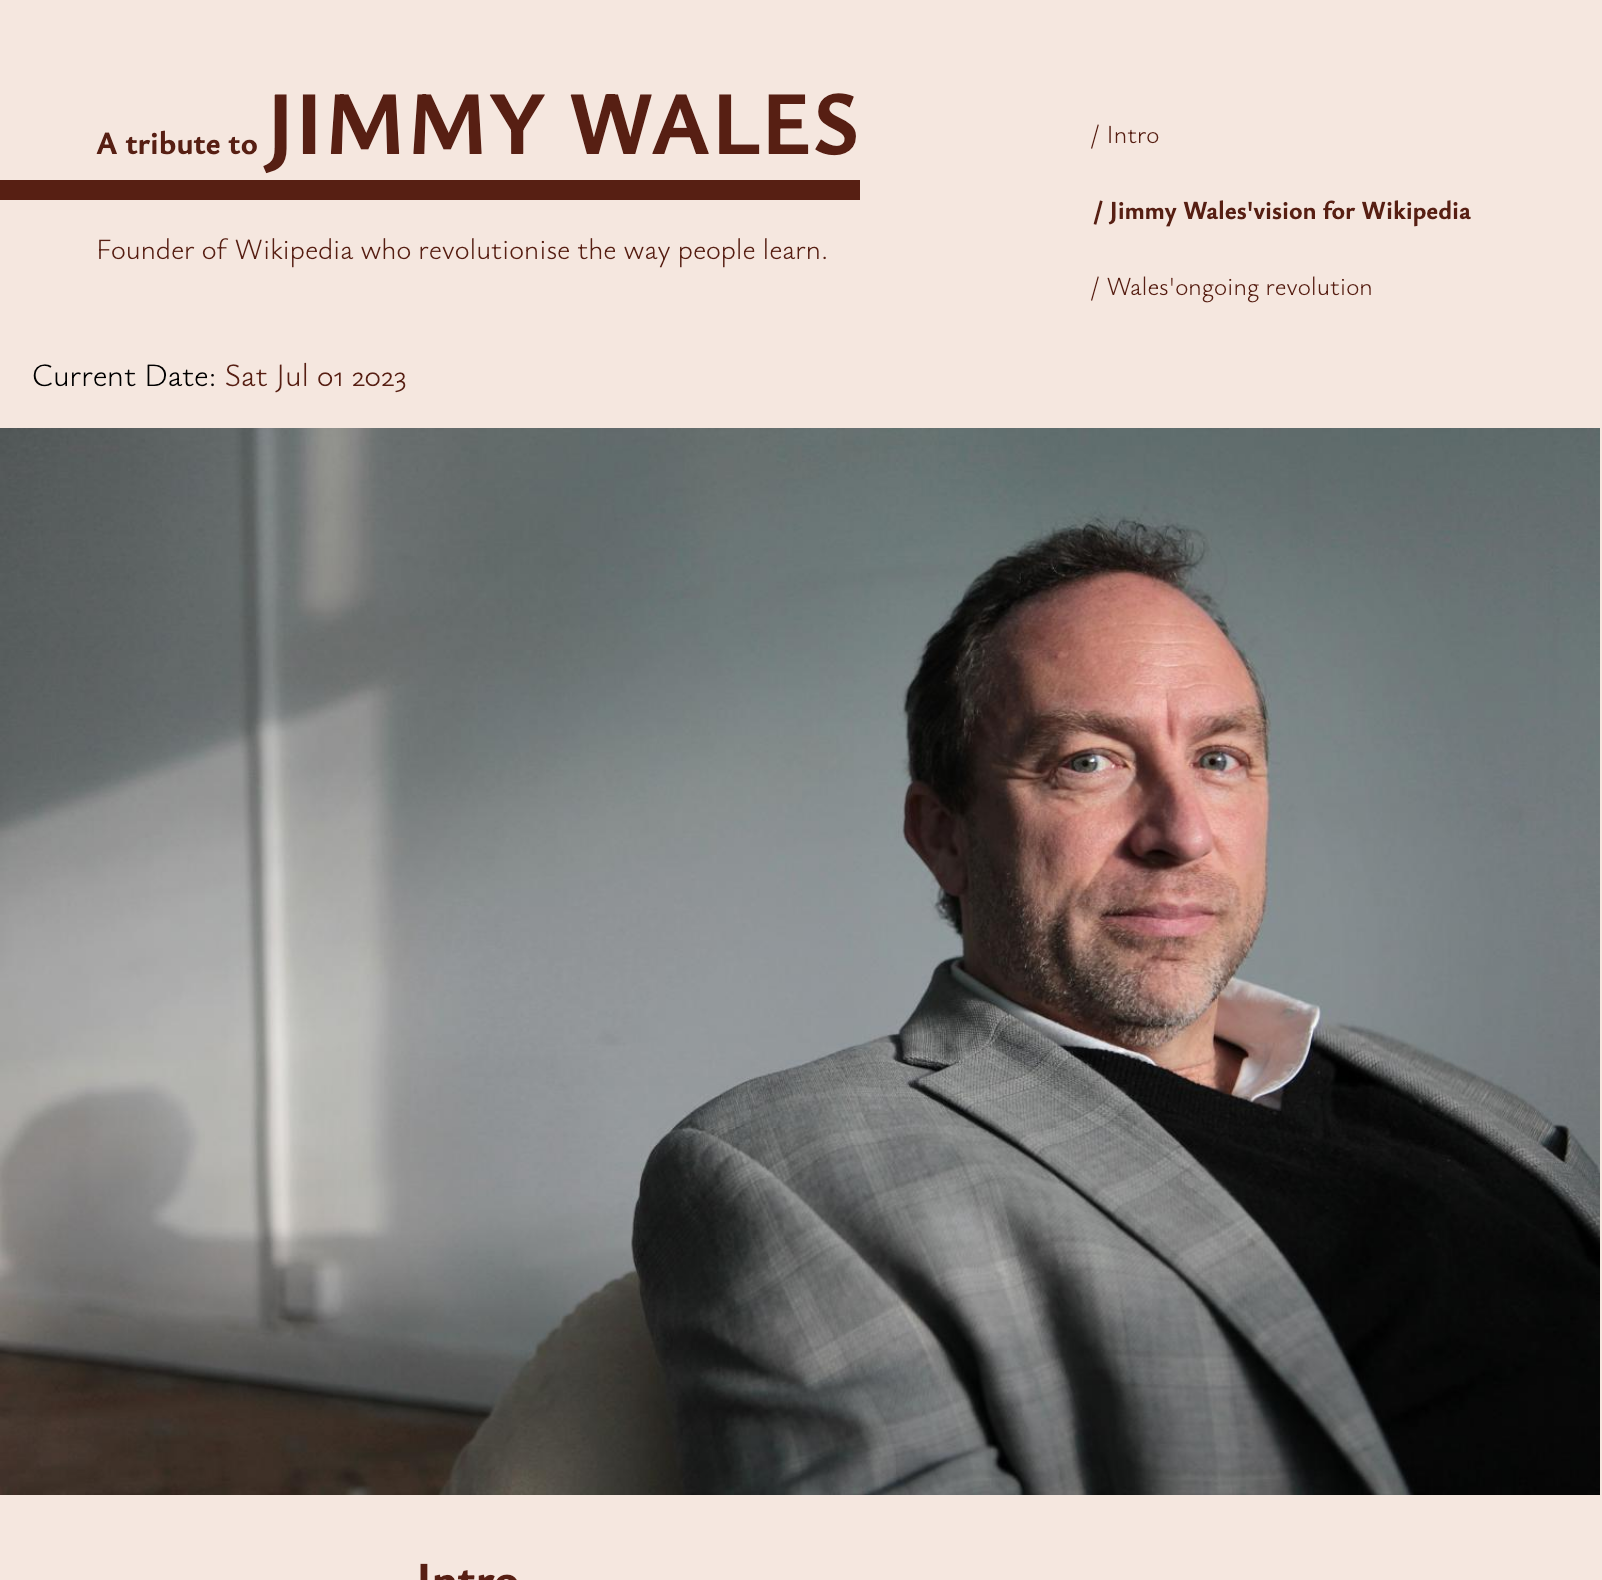 A tribute to JIMMY WALES
Founder of Wikipedia who revolutionise the way people learn.
/ Intro
/ Jimmy Wales'vision for Wikipedia
/ Wales'ongoing revolution
Current Date: Sat Jul 01 2023
Intro